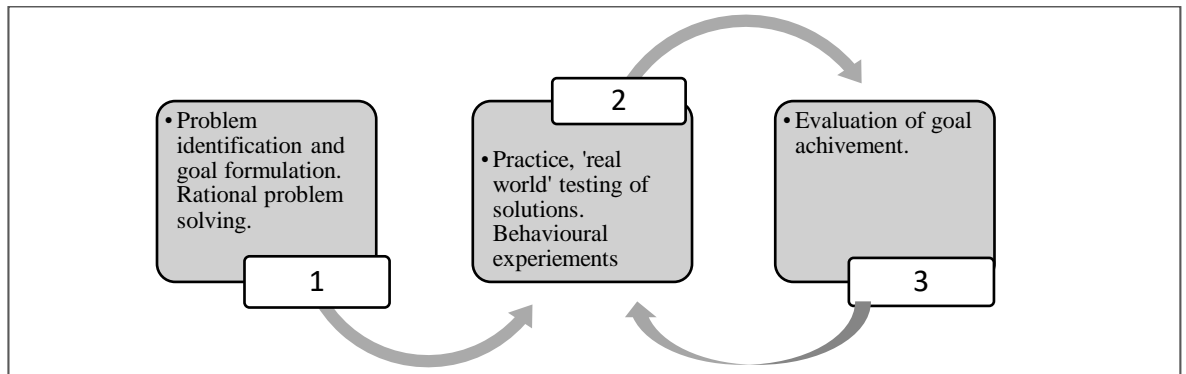 • Problem
identification and
goal formulation.
Rational problem
solving.
1
2
• Practice, 'real
world' testing of
solutions.
Behavioural
experiements
• Evaluation of goal
achivement.
3